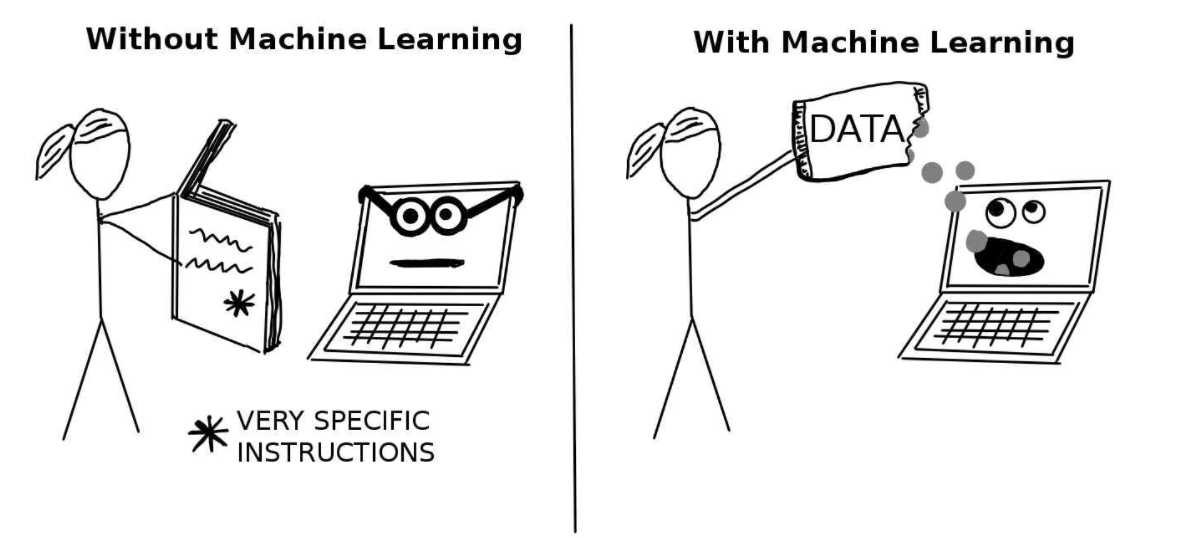 Without Machine Learning
VERY SPECIFIC
INSTRUCTIONS
With Machine Learning
DATA